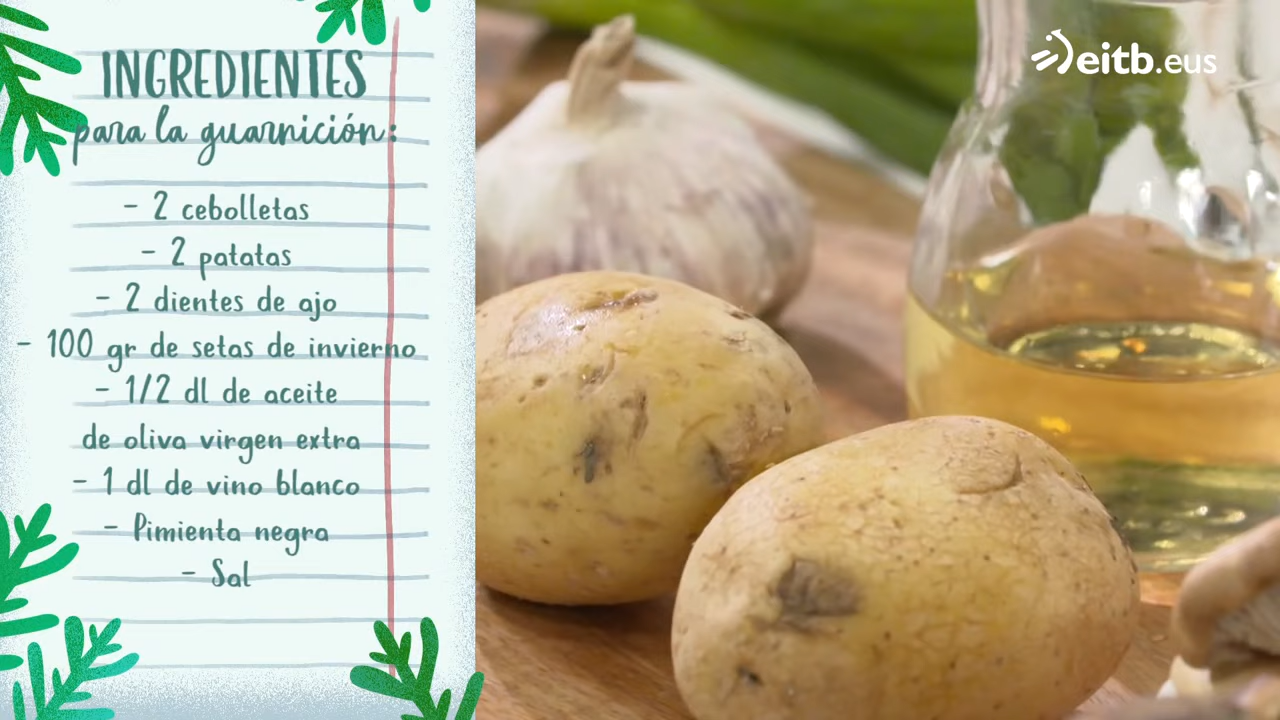 INGREDIENTES
para la guarnición:
- 2 cebolletas
- 2 patatas
- 2 dientes de ajo
- 100 gr de setas de invierno
- 1/2 dl de aceite
de oliva virgen extra
- 1 dl de vino blanco
- Pimienta negra
- Sal
eitb.eus